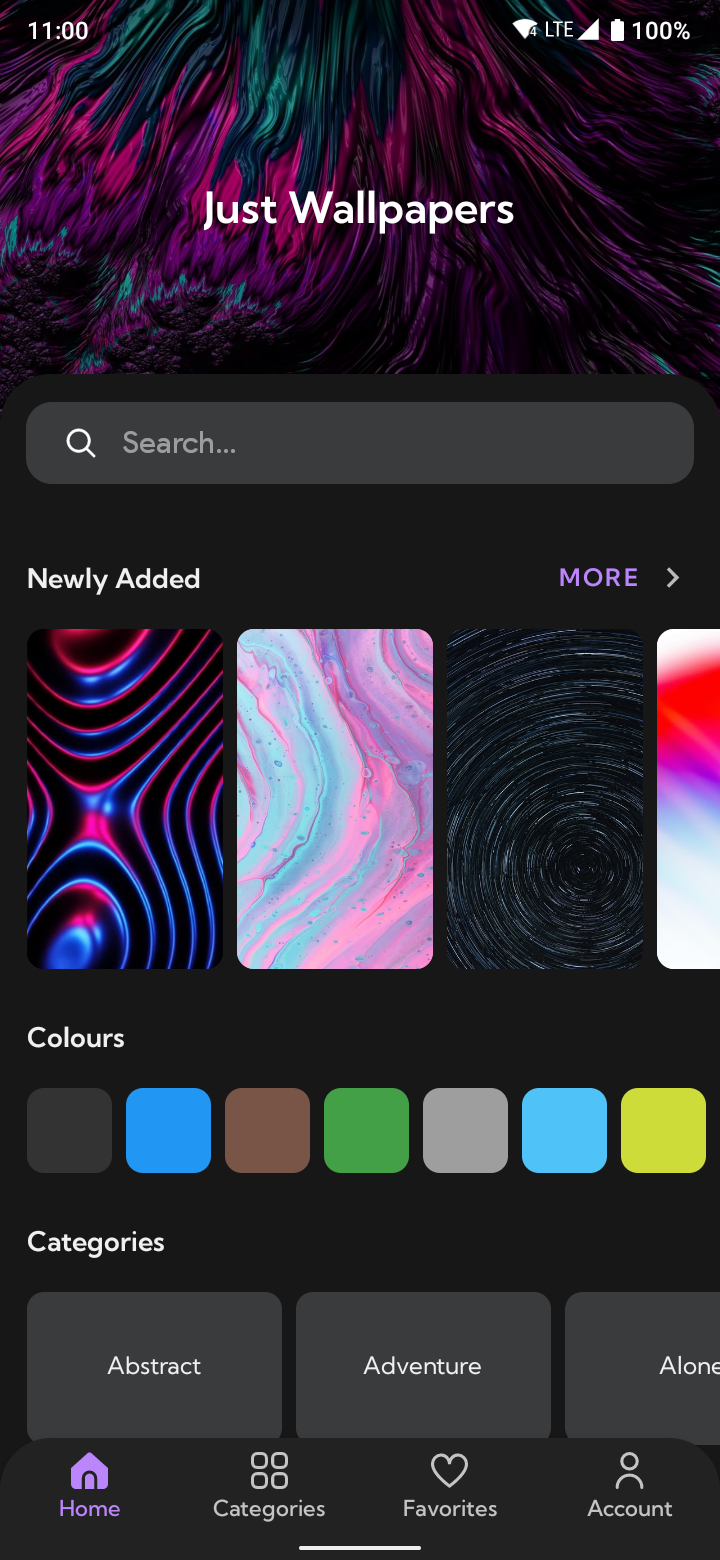 11:00 4 LTE 100%
Just Wallpapers
Search...
Newly Added MORE
Colours
Categories
Abstract Adventure Alone
Home Categories Favorites Account